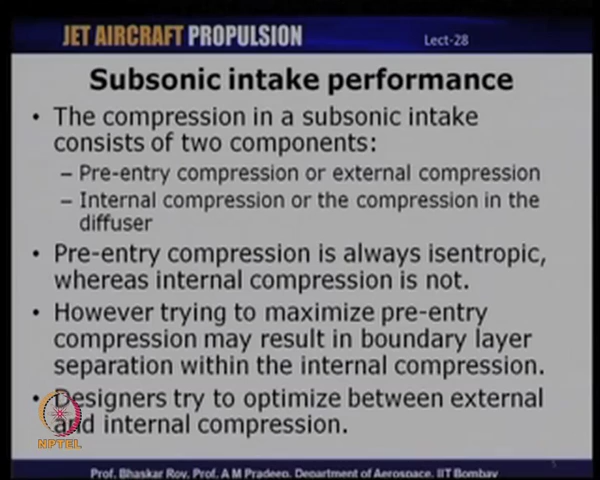 JET AIRCRAFT PROPULSION
Lect-28
Subsonic intake performance
• The compression in a subsonic intake
consists of two components:
– Pre-entry compression or external compression
– Internal compression or the compression in the
diffuser
• Pre-entry compression is always isentropic,
whereas internal compression is not.
• However trying to maximize pre-entry
compression may result in boundary layer
separation within the internal compression.
• Designers try to optimize between external
and internal compression.
NPTEL
5
Prof. Bhaskar Roy, Prof. A M Pradeep, Department of Aerospace, IIT Bombay